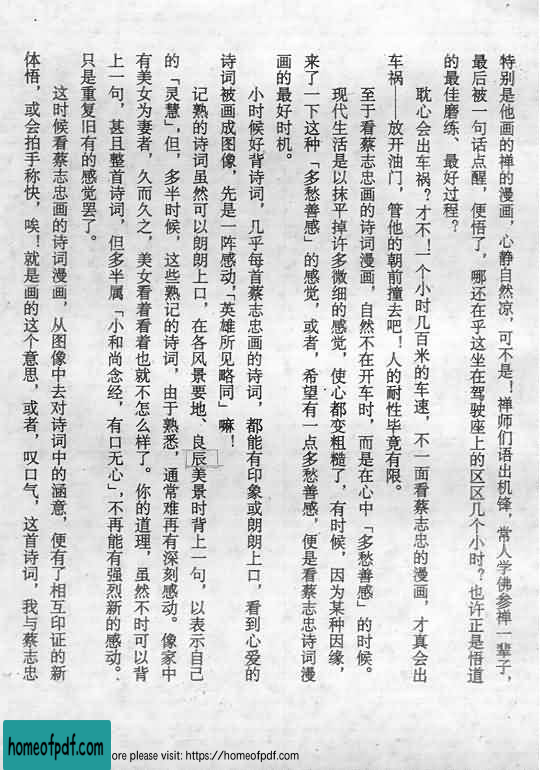 特别是他画的禅的漫画，心静自然凉，可不是！禅师们语出机锋，常人学佛参禅一辈子，
最后被一句话点醒，便悟了，哪还在乎这坐在驾驶座上的区区几个小时？也许正是悟道
的最佳磨练、最好过程？
耽心会出车祸？才不！一个小时几百米的车速，不一面看蔡志忠的漫画，才真会出
车祸——放开油门，管他的朝前撞去吧！人的耐性毕竟有限。
至于看蔡志忠画的诗词漫画，自然不在开车时，而是在心中「多愁善感」的时候。
现代生活是以抹平掉许多微细的感觉，使心都变粗糙了，有时候，因为某种因缘，
来了一下这种「多愁善感」的感觉，或者，希望有一点多愁善感，便是看蔡志忠诗词漫
画的最好时机。
小时候好背诗词，几乎每首蔡志忠画的诗词，都能有印象或朗朗上口，看到心爱的
诗词被画成图像，先是一阵感动，「英雄所见略同」嘛！
记熟的诗词虽然可以朗朗上口，在各风景要地、良辰美景时背上一句，以表示自己
的「灵慧」，但，多半时候，这些熟记的诗词，由于熟悉，通常难再有深刻感动。像家中
有美女为妻者，久而久之，美女看着看着也就不怎么样了。你的道理，虽然不时可以背
上一句，甚且整首诗词，但多半属「小和尚念经，有口无心」，不再能有强烈新的感动。
只是重复旧有的感觉罢了。
这时候看蔡志忠画的诗词漫画，从图像中去对诗词中的涵意，便有了相互印证的新
体悟，或会拍手称快，唉！就是画的这个意思，或者，叹口气，这首诗词，我与蔡志忠
homeofpdf.com
ore please visit: https://homeofpdf.com